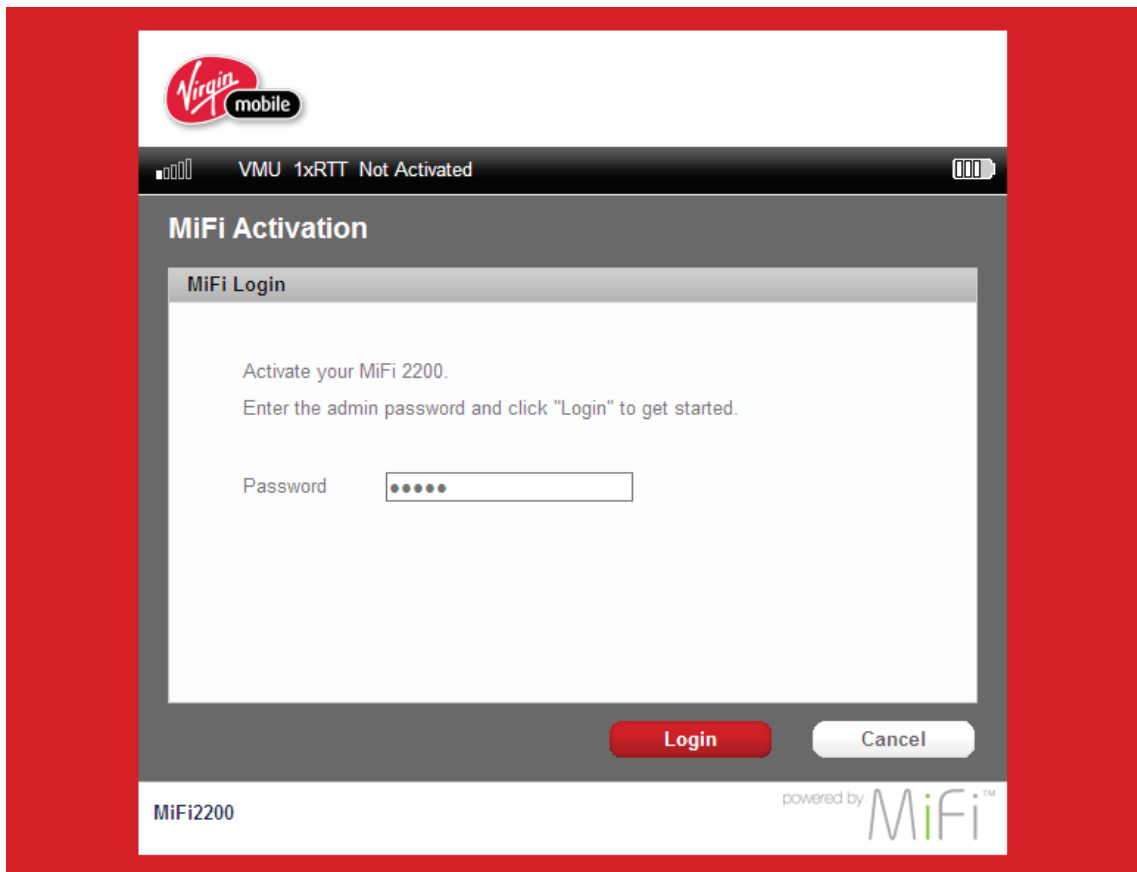 Virgin
mobile
VMU 1xRTT Not Activated
MiFi Activation
MiFi Login
Activate your MiFi 2200.
Enter the admin password and click "Login" to get started.
Password •••••
Login Cancel
MiFi2200 powered by MiFi™